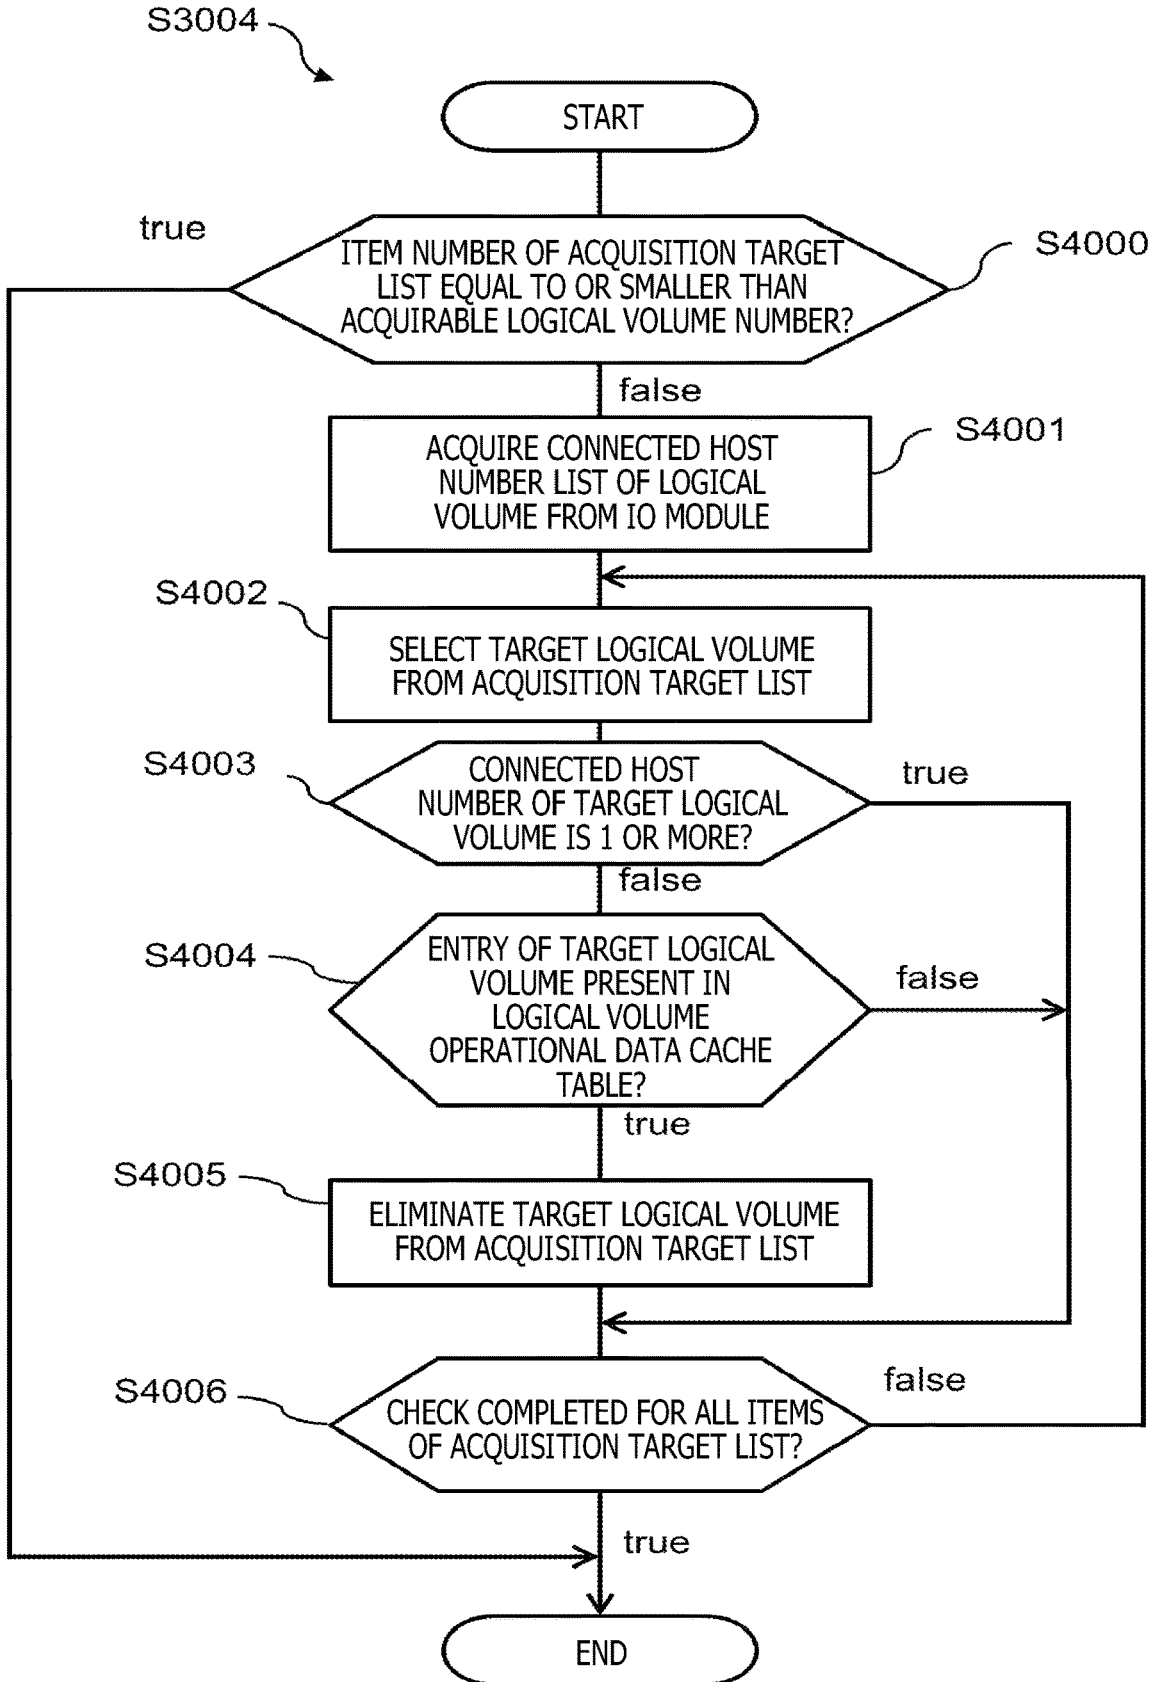 S3004
START
true
ITEM NUMBER OF ACQUISITION TARGET
LIST EQUAL TO OR SMALLER THAN
ACQUIRABLE LOGICAL VOLUME NUMBER?
S4000
false
ACQUIRE CONNECTED HOST
NUMBER LIST OF LOGICAL
VOLUME FROM IO MODULE
S4001
S4002
SELECT TARGET LOGICAL VOLUME
FROM ACQUISITION TARGET LIST
S4003
CONNECTED HOST
NUMBER OF TARGET LOGICAL
VOLUME IS 1 OR MORE?
true
false
S4004
ENTRY OF TARGET LOGICAL
VOLUME PRESENT IN
LOGICAL VOLUME
OPERATIONAL DATA CACHE
TABLE?
false
true
S4005
ELIMINATE TARGET LOGICAL VOLUME
FROM ACQUISITION TARGET LIST
S4006
CHECK COMPLETED FOR ALL ITEMS
OF ACQUISITION TARGET LIST?
false
true
END